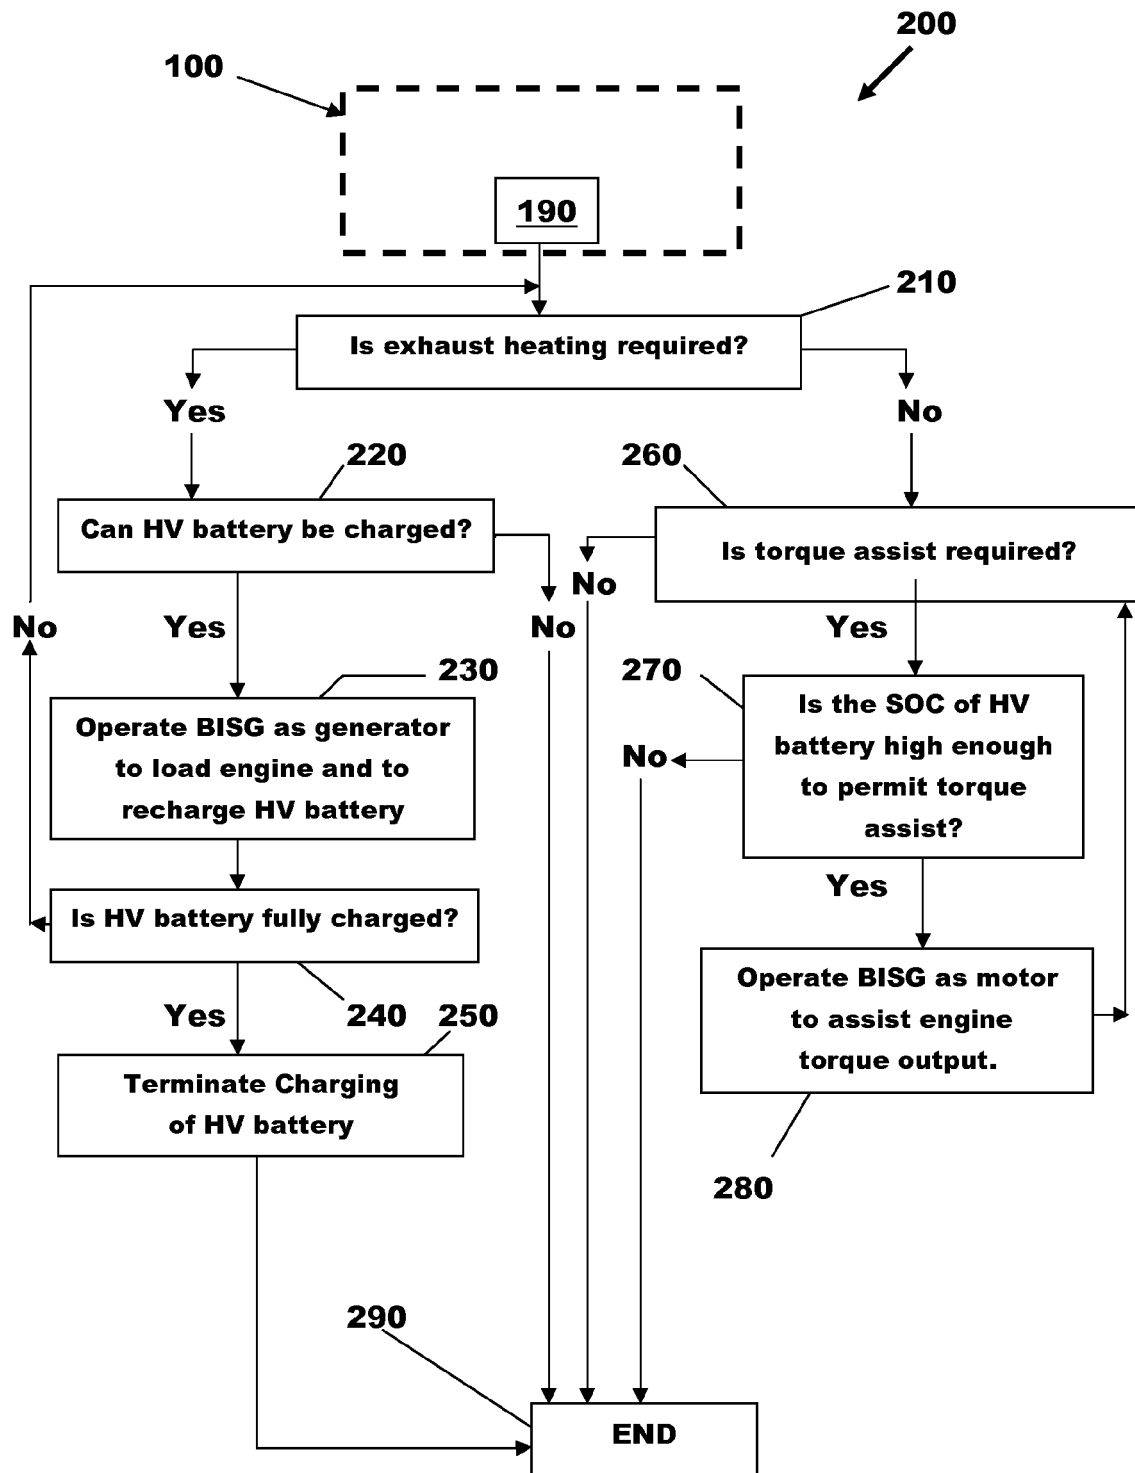 200
100
190
210
Is exhaust heating required?
Yes
No
220
260
Can HV battery be charged?
Is torque assist required?
No
No
Yes
No
Yes
230
270
Operate BISG as generator
to load engine and to
recharge HV battery
Is the SOC of HV
battery high enough
to permit torque
assist?
No
Yes
Is HV battery fully charged?
Yes
240
250
Operate BISG as motor
to assist engine
torque output.
Terminate Charging
of HV battery
280
290
END